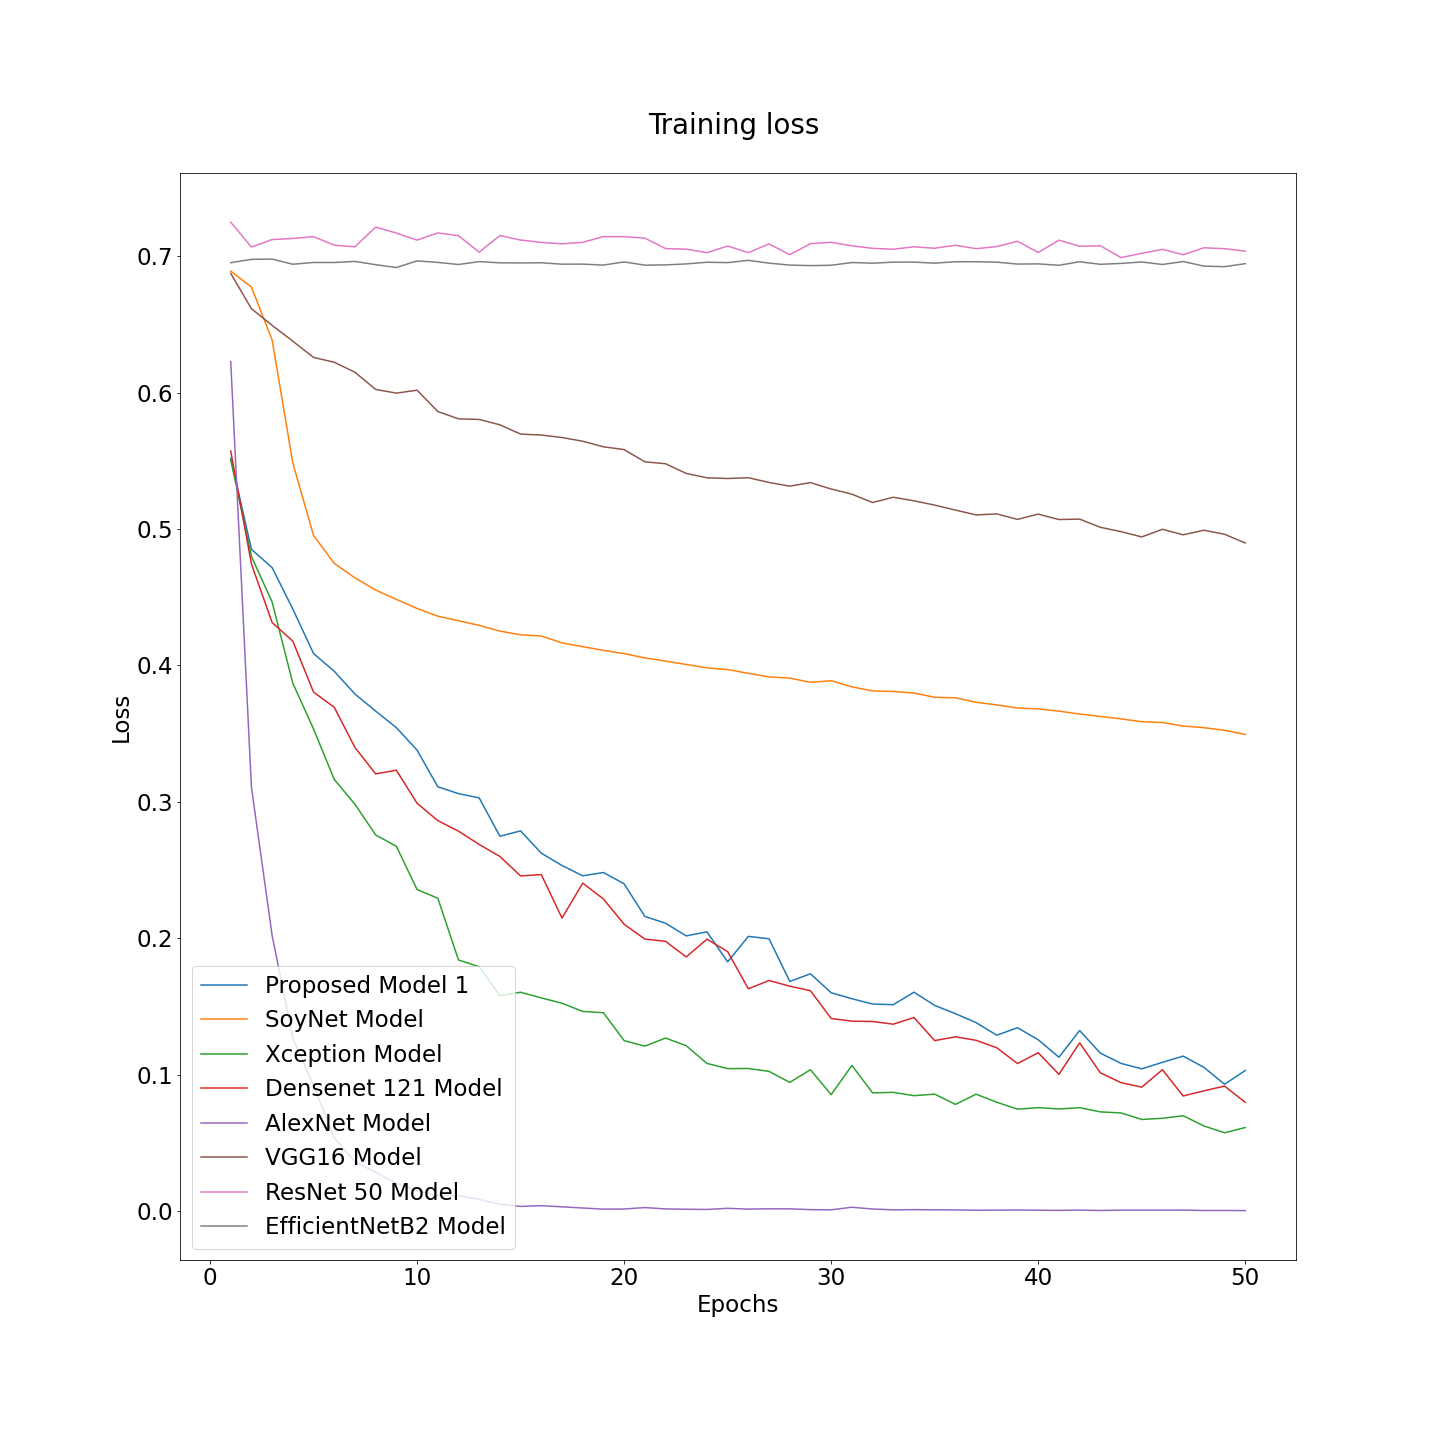 Training loss
0.7
0.6
0.5
0.4
0.3
0.2
0.1
0.0
Loss
Proposed Model 1
SoyNet Model
Xception Model
Densenet 121 Model
AlexNet Model
VGG16 Model
ResNet 50 Model
EfficientNetB2 Model
0 10 20 30 40 50
Epochs